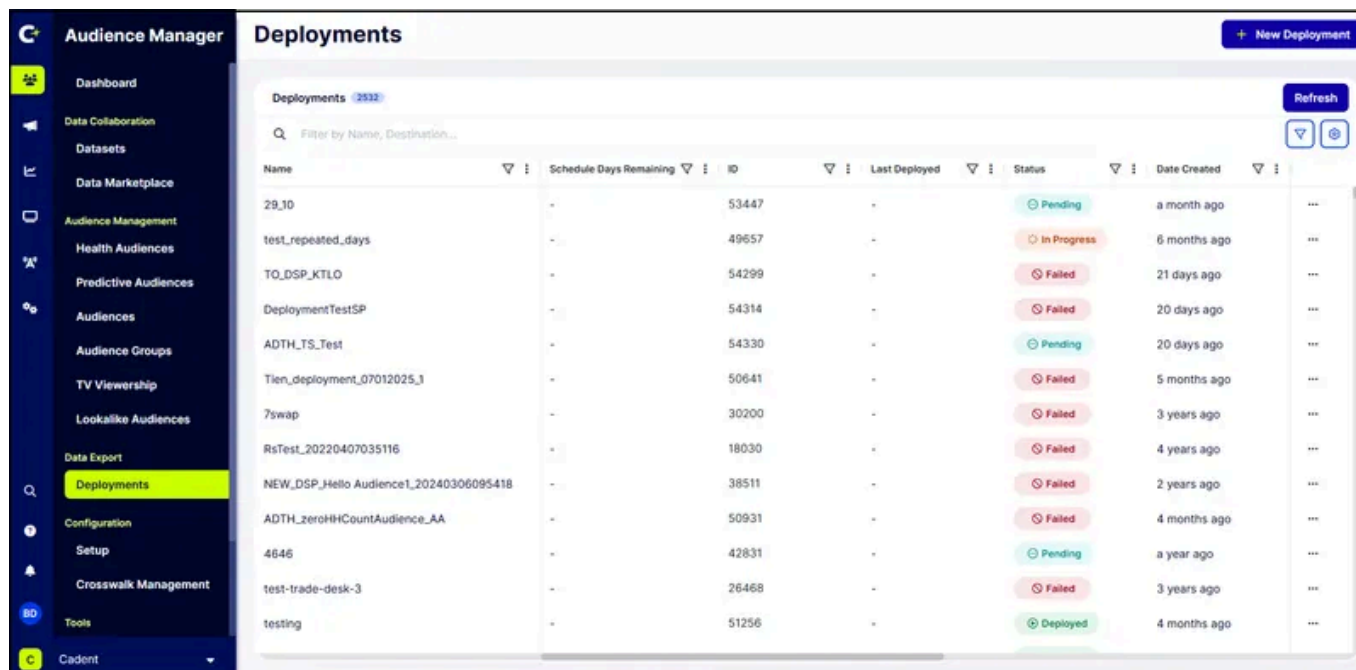 C+ Audience Manager
Deployments
+ New Deployment
Dashboard
Data Collaboration
Datasets
Data Marketplace
Audience Management
Health Audiences
Predictive Audiences
Audiences
Audience Groups
TV Viewership
Lookalike Audiences
Data Export
Deployments
Configuration
Setup
Crosswalk Management
Tools
BD
C Cadent
Deployments 2532
Refresh
Filter by Name, Destination...
Name Schedule Days Remaining ID Last Deployed Status Date Created
29_10 - 53447 - Pending a month ago ...
test_repeated_days - 49657 - In Progress 6 months ago ...
TO_DSP_KTLO - 54299 - Failed 21 days ago ...
DeploymentTestSP - 54314 - Failed 20 days ago ...
ADTH_TS_Test - 54330 - Pending 20 days ago ...
Tien_deployment_07012025_1 - 50641 - Failed 5 months ago ...
7swap - 30200 - Failed 3 years ago ...
RsTest_20220407035116 - 18030 - Failed 4 years ago ...
NEW_DSP_Hello Audience1_20240306095418 - 38511 - Failed 2 years ago ...
ADTH_zeroHHCountAudience_AA - 50931 - Failed 4 months ago ...
4646 - 42831 - Pending a year ago ...
test-trade-desk-3 - 26468 - Failed 3 years ago ...
testing - 51256 - Deployed 4 months ago ...